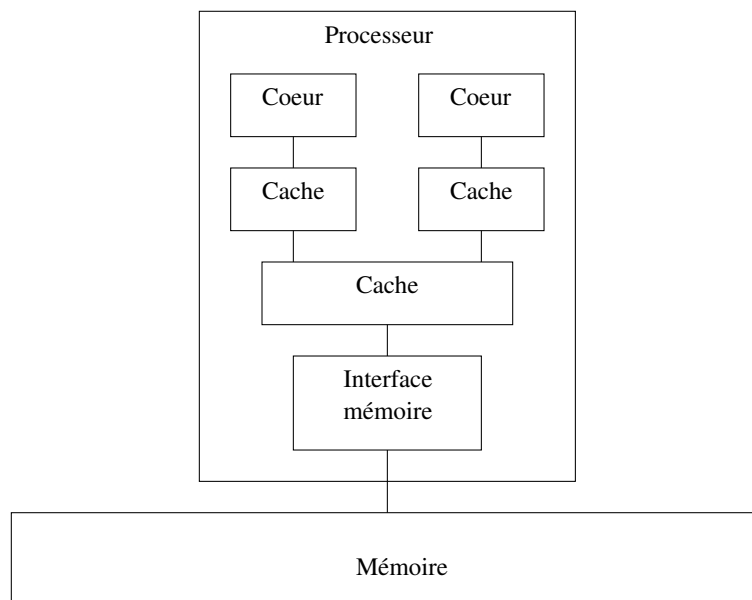 Processeur
Coeur
Coeur
Cache
Cache
Cache
Interface
mémoire
Mémoire